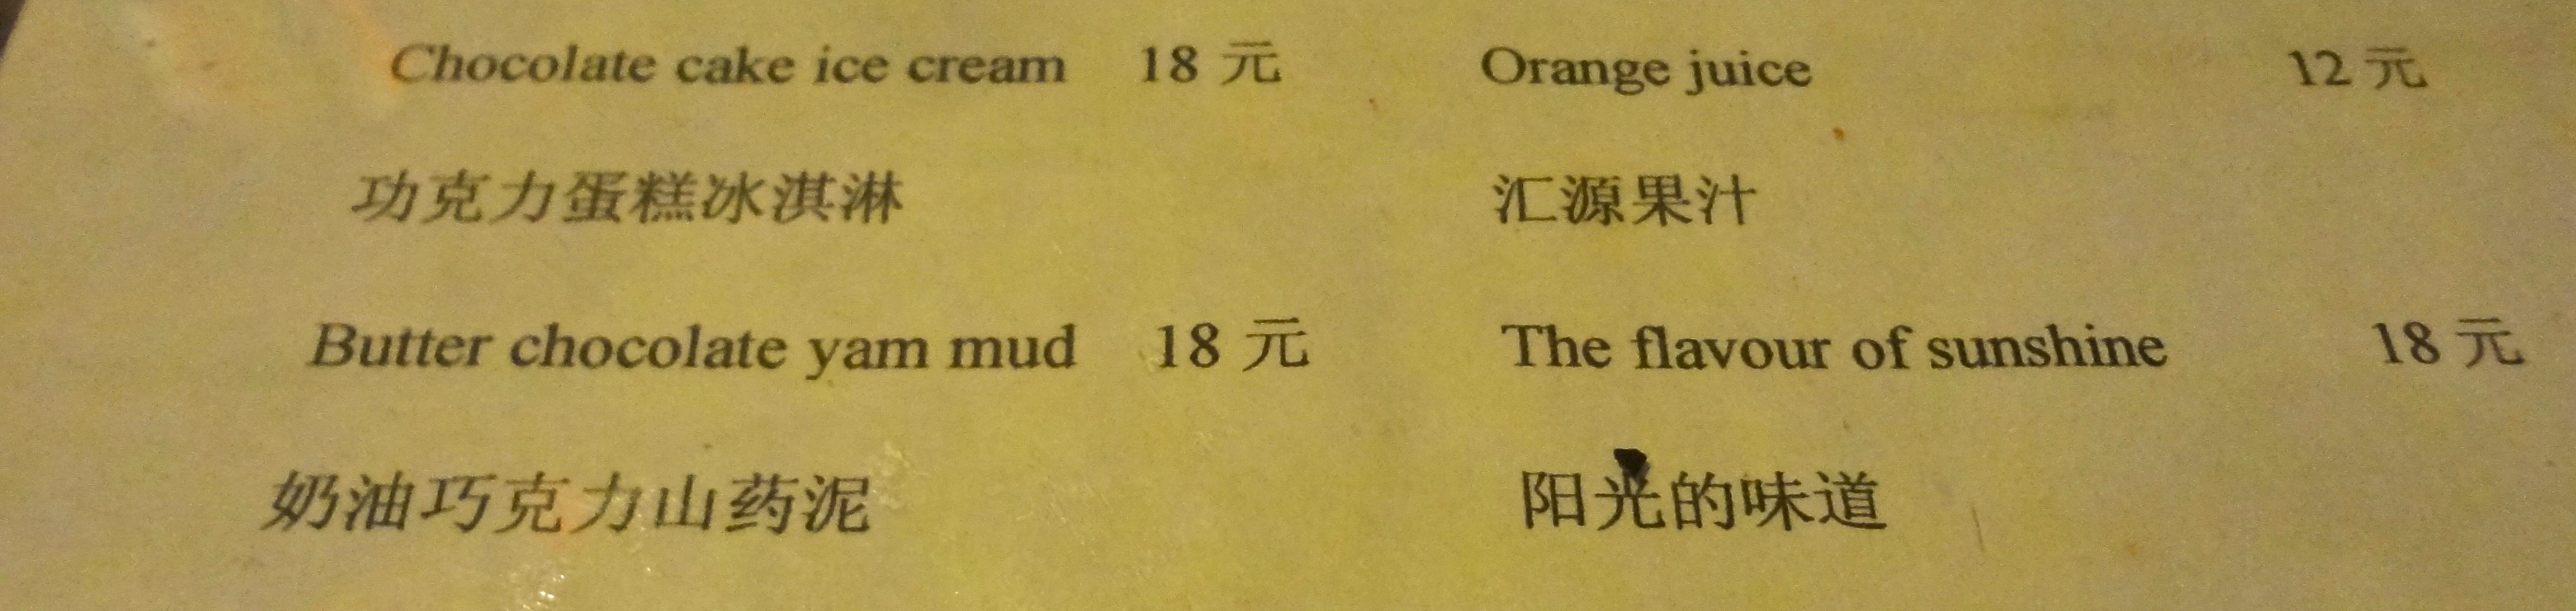 Chocolate cake ice cream 18 元
功克力蛋糕冰淇淋
Butter chocolate yam mud 18 元
奶油巧克力山药泥
Orange juice 12 元
汇源果汁
The flavour of sunshine 18 元
阳光的味道